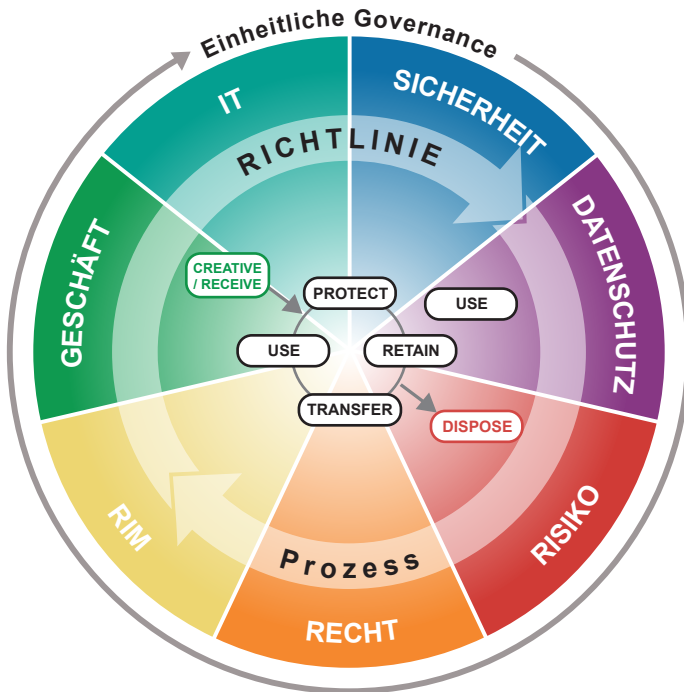 Einheitliche Governance
IT
SICHERHEIT
RICHTLINIE
GESCHÄFT
DATENSCHUTZ
CREATIVE
/ RECEIVE
PROTECT
USE
USE
RETAIN
TRANSFER
DISPOSE
RIM
RISIKO
Prozess
RECHT